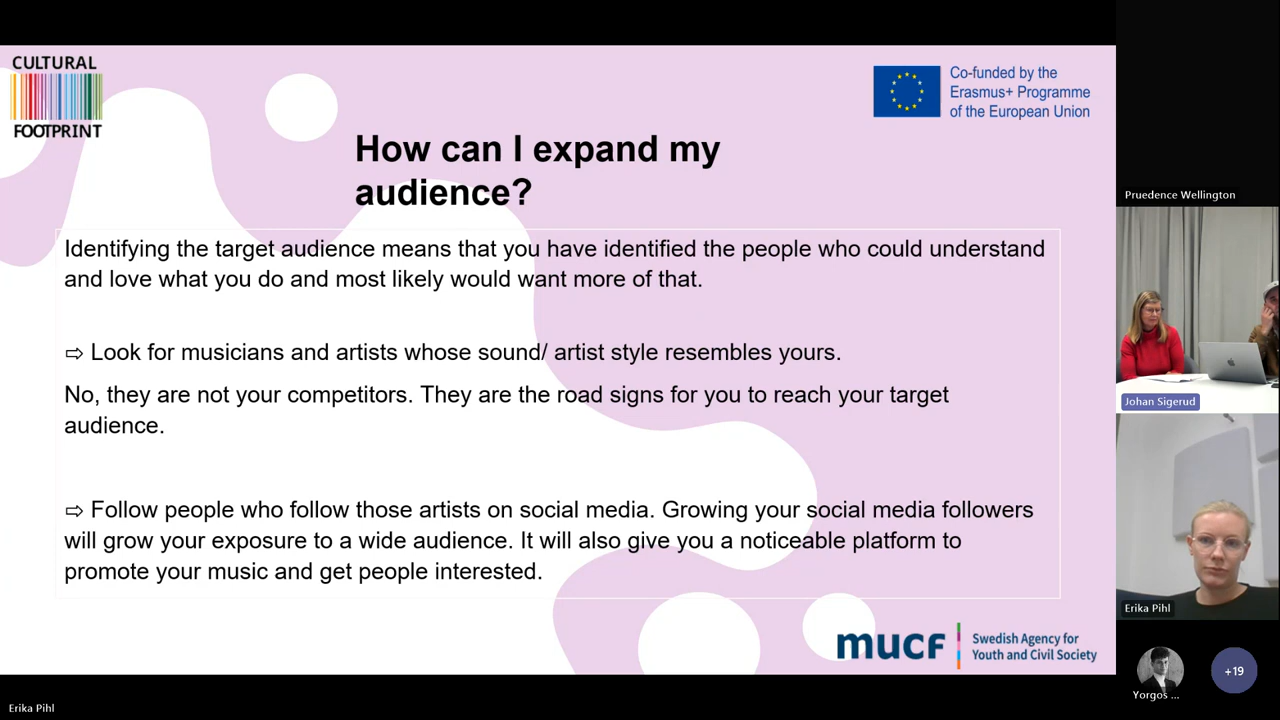 CULTURAL
FOOTPRINT
Co-funded by the
Erasmus+ Programme
of the European Union
How can I expand my
audience?
Identifying the target audience means that you have identified the people who could understand
and love what you do and most likely would want more of that.
⇨ Look for musicians and artists whose sound/ artist style resembles yours.
No, they are not your competitors. They are the road signs for you to reach your target
audience.
⇨ Follow people who follow those artists on social media. Growing your social media followers
will grow your exposure to a wide audience. It will also give you a noticeable platform to
promote your music and get people interested.
mucf
Swedish Agency for
Youth and Civil Society
Pruedence Wellington
Johan Sigerud
Erika Pihl
Yorgos ...
+19
Erika Pihl